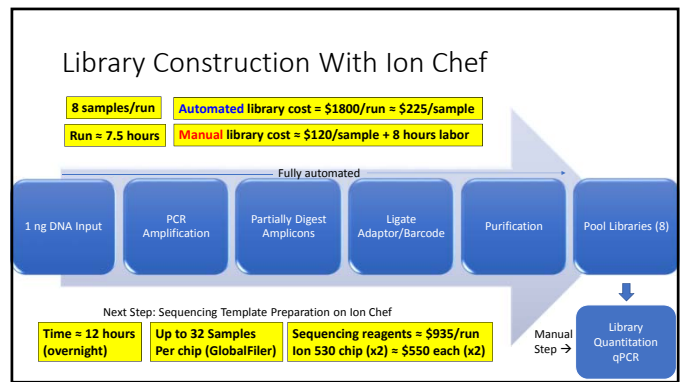 Library Construction With Ion Chef
8 samples/run
Automated library cost = $1800/run ≈ $225/sample
Run ≈ 7.5 hours
Manual library cost ≈ $120/sample + 8 hours labor
Fully automated
1 ng DNA Input
PCR
Amplification
Partially Digest
Amplicons
Ligate
Adaptor/Barcode
Purification
Pool Libraries (8)
Next Step: Sequencing Template Preparation on Ion Chef
Time ≈ 12 hours
(overnight)
Up to 32 Samples
Per chip (GlobalFiler)
Sequencing reagents ≈ $935/run
Ion 530 chip (x2) ≈ $550 each (x2)
Manual
Step →
Library
Quantitation
qPCR